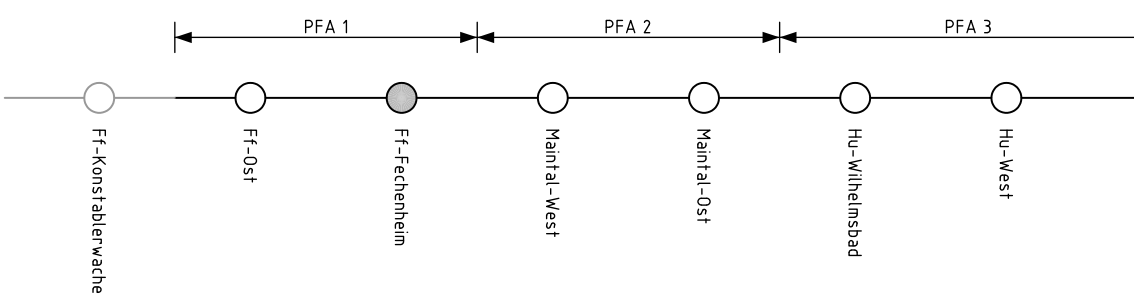 PFA 1
PFA 2
PFA 3
Ff-Konstablerwache
Ff-Ost
Ff-Fechenheim
Maintal-West
Maintal-Ost
Hu-Wilhelmsbad
Hu-West